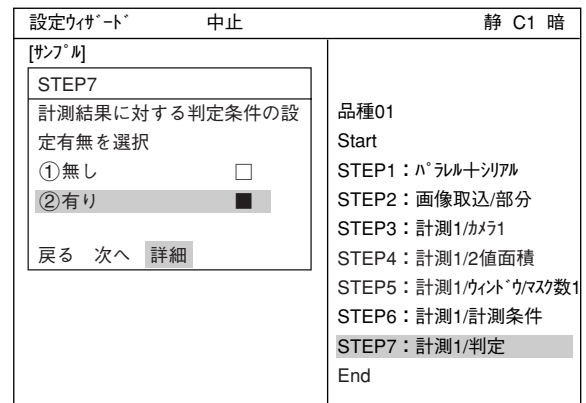 設定ｳｨｻﾞｰﾄﾞ 中止 静 C1 暗
[ｻﾝﾌﾟﾙ]
STEP7
計測結果に対する判定条件の設
定有無を選択
①無し □
②有り ■
戻る 次へ 詳細
品種01
Start
STEP1：ﾊﾟﾗﾚﾙ＋ｼﾘｱﾙ
STEP2：画像取込/部分
STEP3：計測1/ｶﾒﾗ1
STEP4：計測1/2値面積
STEP5：計測1/ｳｨﾝﾄﾞｳ/ﾏｽｸ数1
STEP6：計測1/計測条件
STEP7：計測1/判定
End